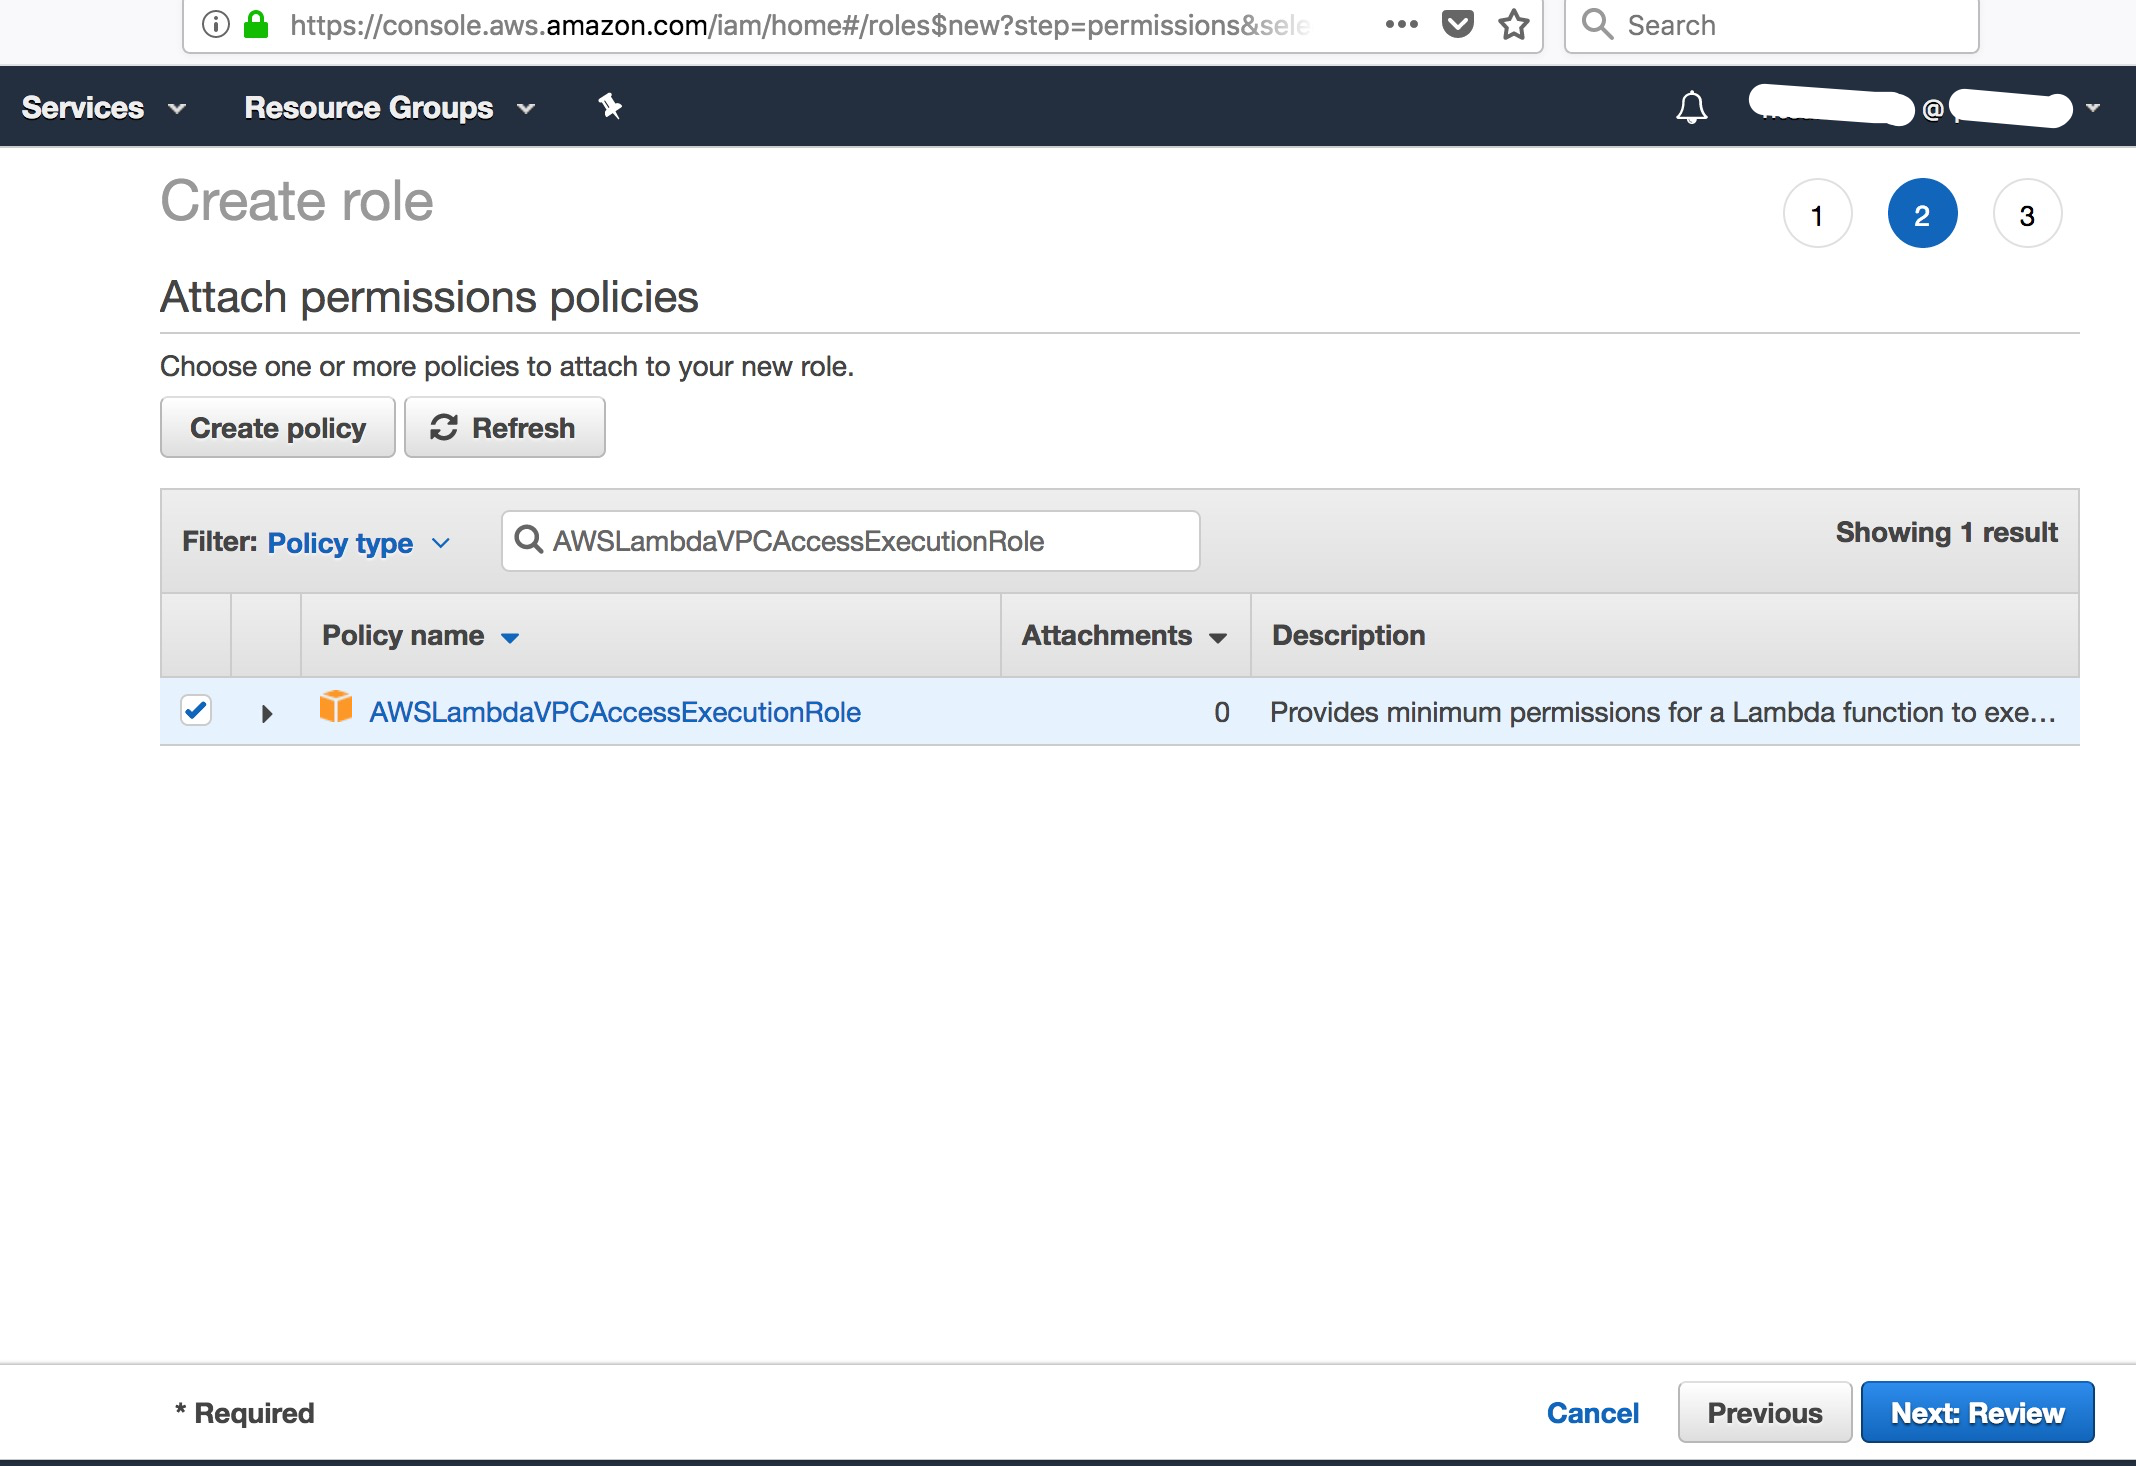 https://console.aws.amazon.com/iam/home#/roles$new?step=permissions&sele
Search
Services
Resource Groups
@
Create role
1 2 3
Attach permissions policies
Choose one or more policies to attach to your new role.
Create policy
Refresh
Filter: Policy type
AWSLambdaVPCAccessExecutionRole
Showing 1 result
Policy name
Attachments
Description
AWSLambdaVPCAccessExecutionRole
0
Provides minimum permissions for a Lambda function to exe...
* Required
Cancel
Previous
Next: Review